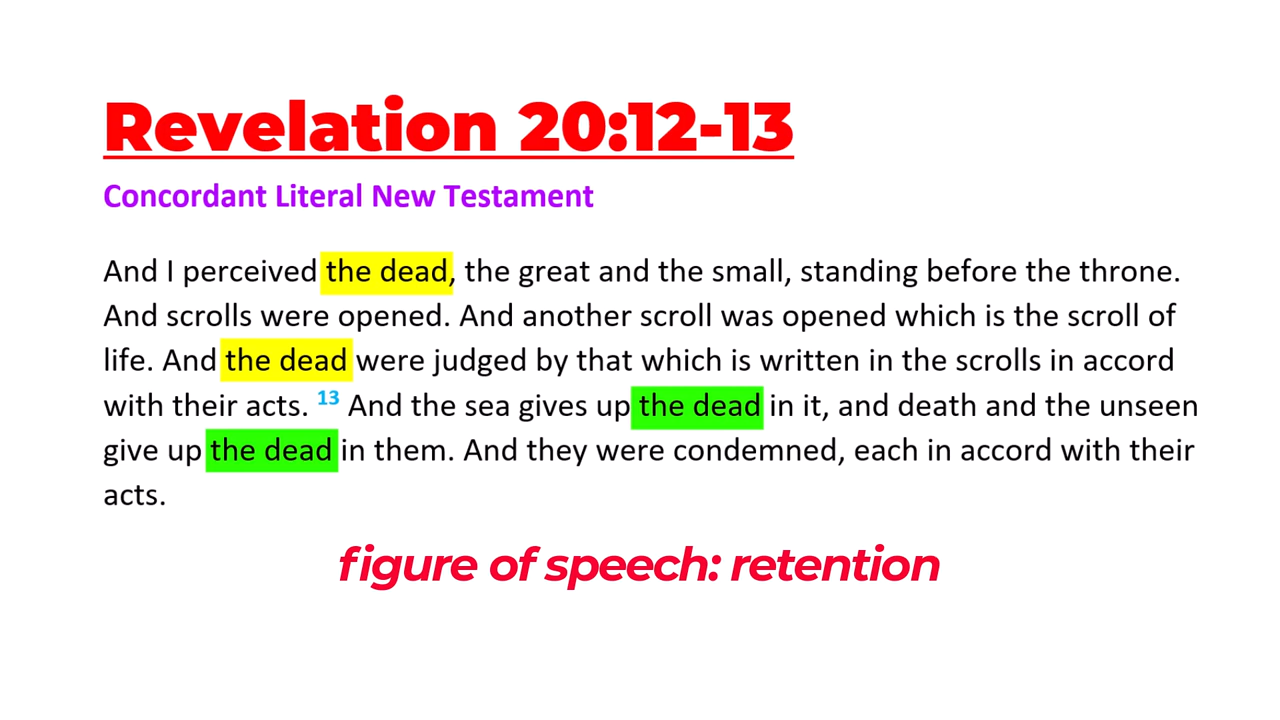 Revelation 20:12-13
Concordant Literal New Testament
And I perceived the dead, the great and the small, standing before the throne.
And scrolls were opened. And another scroll was opened which is the scroll of
life. And the dead were judged by that which is written in the scrolls in accord
with their acts. 13 And the sea gives up the dead in it, and death and the unseen
give up the dead in them. And they were condemned, each in accord with their
acts.
figure of speech: retention